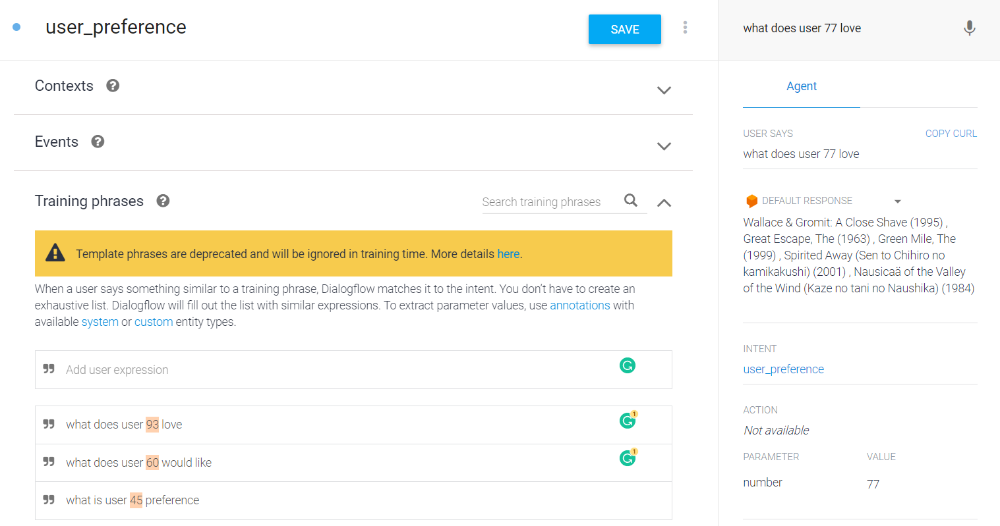 user_preference
SAVE
Contexts
Events
Training phrases
Search training phrases
Template phrases are deprecated and will be ignored in training time. More details here.
When a user says something similar to a training phrase, Dialogflow matches it to the intent. You don’t have to create an
exhaustive list. Dialogflow will fill out the list with similar expressions. To extract parameter values, use annotations with
available system or custom entity types.
Add user expression
what does user 93 love
1
what does user 60 would like
1
what is user 45 preference
what does user 77 love
Agent
USER SAYS
COPY CURL
what does user 77 love
DEFAULT RESPONSE
Wallace & Gromit: A Close Shave (1995) ,
Great Escape, The (1963) , Green Mile, The
(1999) , Spirited Away (Sen to Chihiro no
kamikakushi) (2001) , Nausicaä of the Valley
of the Wind (Kaze no tani no Naushika) (1984)
INTENT
user_preference
ACTION
Not available
PARAMETER VALUE
number 77